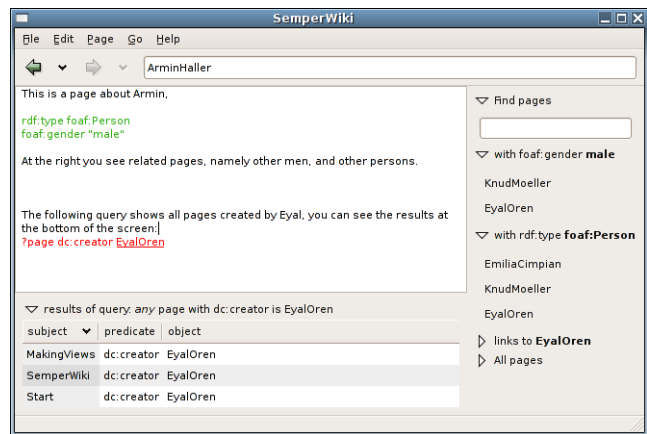 SemperWiki
File Edit Page Go Help
ArminHaller
This is a page about Armin,
rdf:type foaf:Person
foaf:gender "male"
At the right you see related pages, namely other men, and other persons.
The following query shows all pages created by Eyal, you can see the results at
the bottom of the screen:
?page dc:creator EyalOren
results of query: any page with dc:creator is EyalOren
subject predicate object
MakingViews dc:creator EyalOren
SemperWiki dc:creator EyalOren
Start dc:creator EyalOren
Find pages
with foaf:gender male
KnudMoeller
EyalOren
with rdf:type foaf:Person
EmiliaCimpian
KnudMoeller
EyalOren
links to EyalOren
All pages